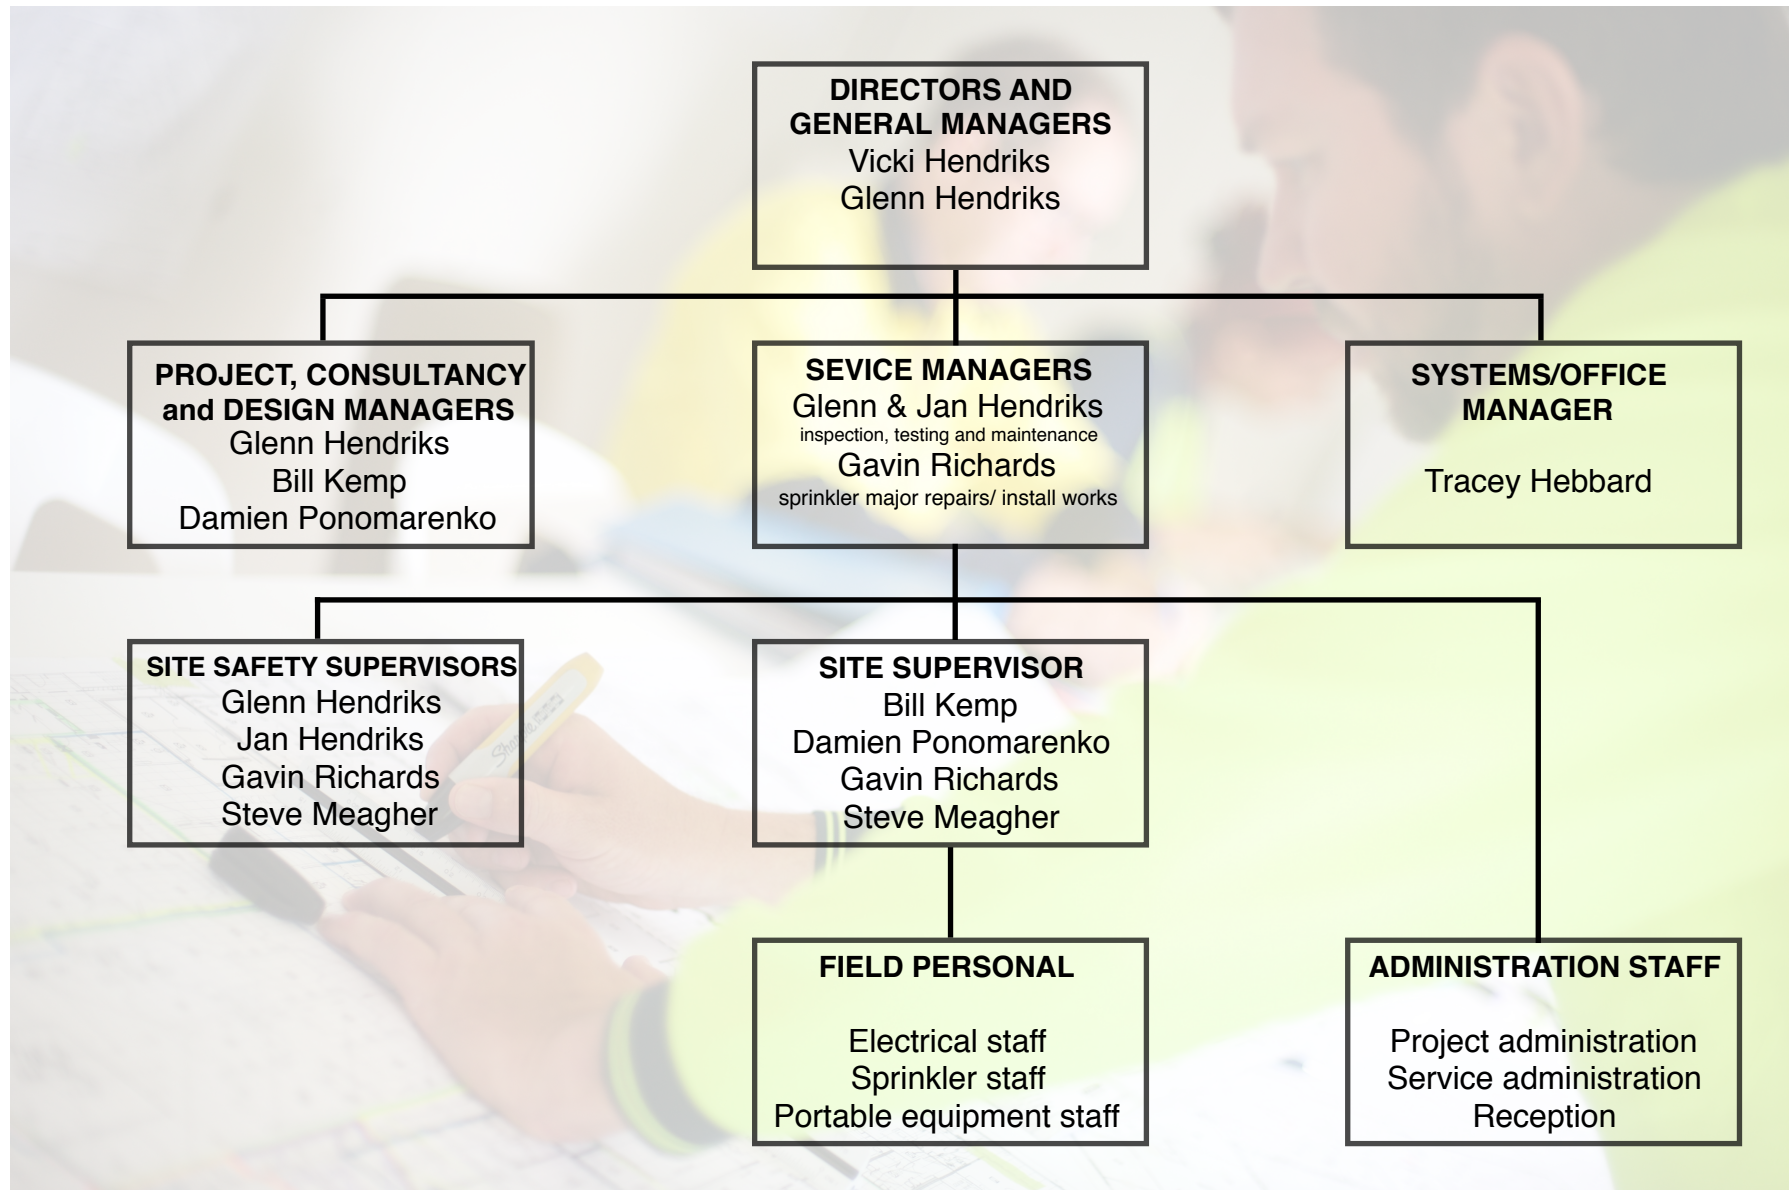 DIRECTORS AND
GENERAL MANAGERS
Vicki Hendriks
Glenn Hendriks
PROJECT, CONSULTANCY
and DESIGN MANAGERS
Glenn Hendriks
Bill Kemp
Damien Ponomarenko
SEVICE MANAGERS
Glenn & Jan Hendriks
inspection, testing and maintenance
Gavin Richards
sprinkler major repairs/ install works
SYSTEMS/OFFICE
MANAGER
Tracey Hebbard
SITE SAFETY SUPERVISORS
Glenn Hendriks
Jan Hendriks
Gavin Richards
Steve Meagher
Sharpie
SITE SUPERVISOR
Bill Kemp
Damien Ponomarenko
Gavin Richards
Steve Meagher
FIELD PERSONAL
Electrical staff
Sprinkler staff
Portable equipment staff
ADMINISTRATION STAFF
Project administration
Service administration
Reception